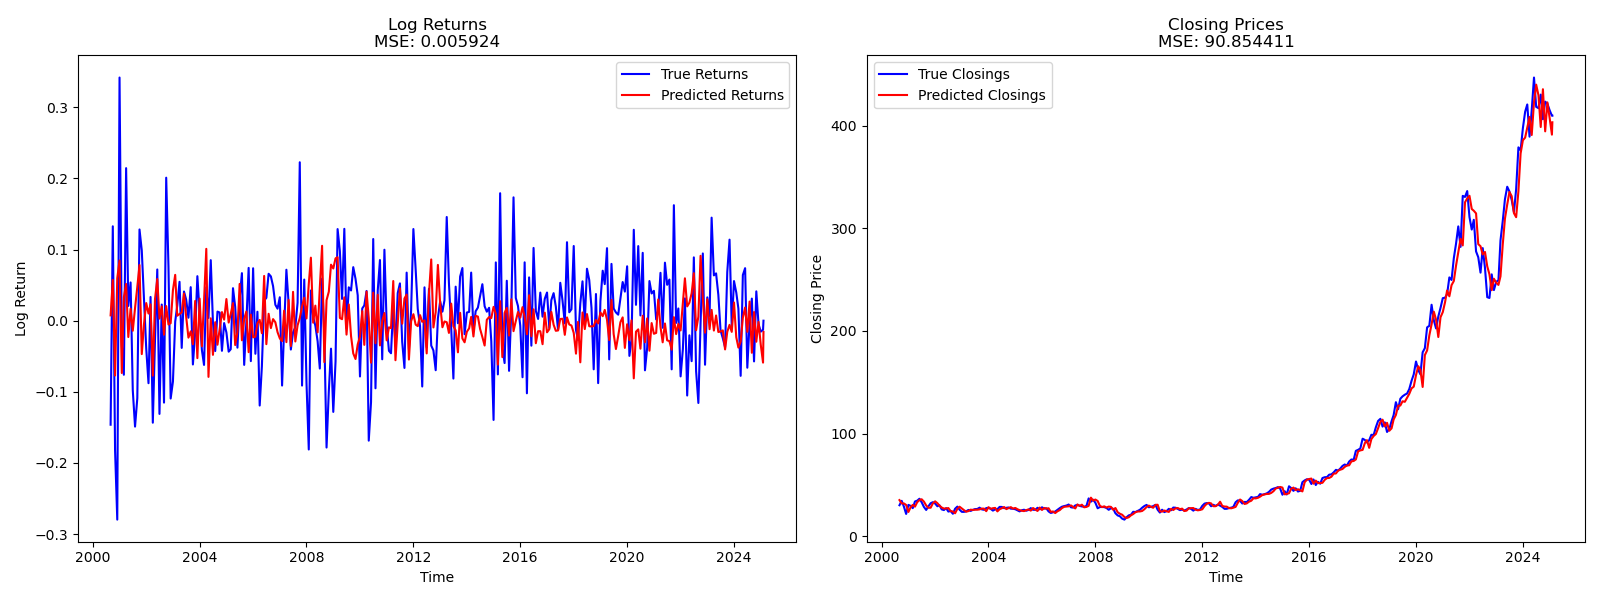 Log Returns
MSE: 0.005924
True Returns
Predicted Returns
0.3
0.2
0.1
0.0
−0.1
−0.2
−0.3
Log Return
2000
2004
2008
2012
2016
2020
2024
Time
Closing Prices
MSE: 90.854411
True Closings
Predicted Closings
400
300
200
100
0
Closing Price
2000
2004
2008
2012
2016
2020
2024
Time